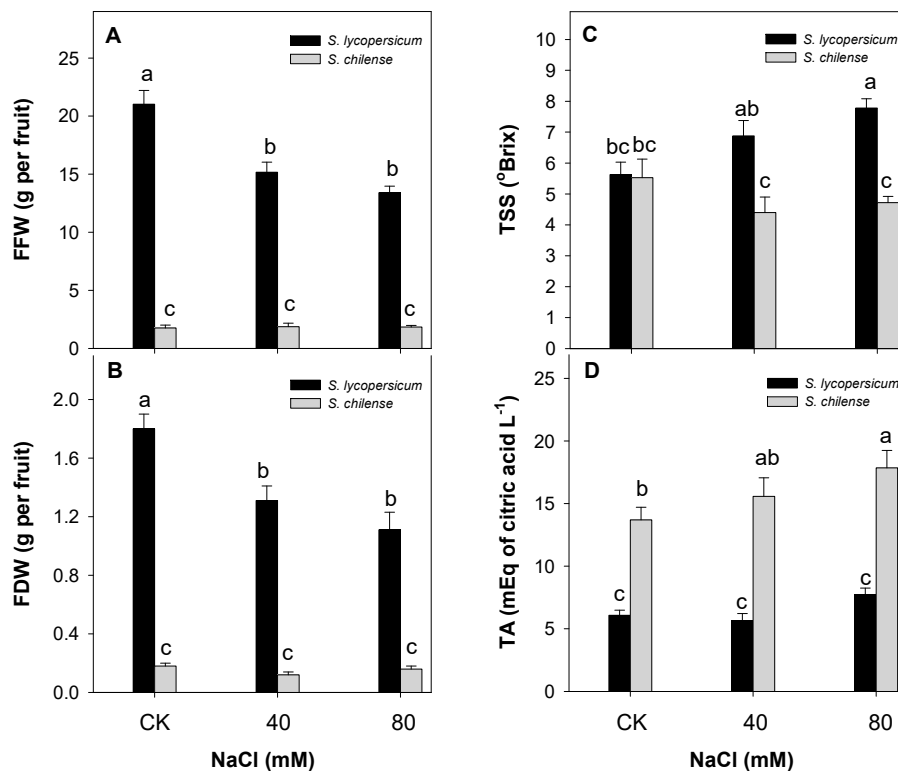 A
S. lycopersicum
S. chilense
FFW (g per fruit)
25
20
15
10
5
0
a
c
b
c
b
c
B
S. lycopersicum
S. chilense
FDW (g per fruit)
2.0
1.6
1.2
0.8
0.4
0.0
a
c
b
c
b
c
CK
40
80
NaCl (mM)
C
S. lycopersicum
S. chilense
TSS (°Brix)
10
9
8
7
6
5
4
3
2
1
0
bc
bc
ab
c
a
c
D
S. lycopersicum
S. chilense
TA (mEq of citric acid L⁻¹)
25
20
15
10
5
0
c
b
c
ab
c
a
CK
40
80
NaCl (mM)